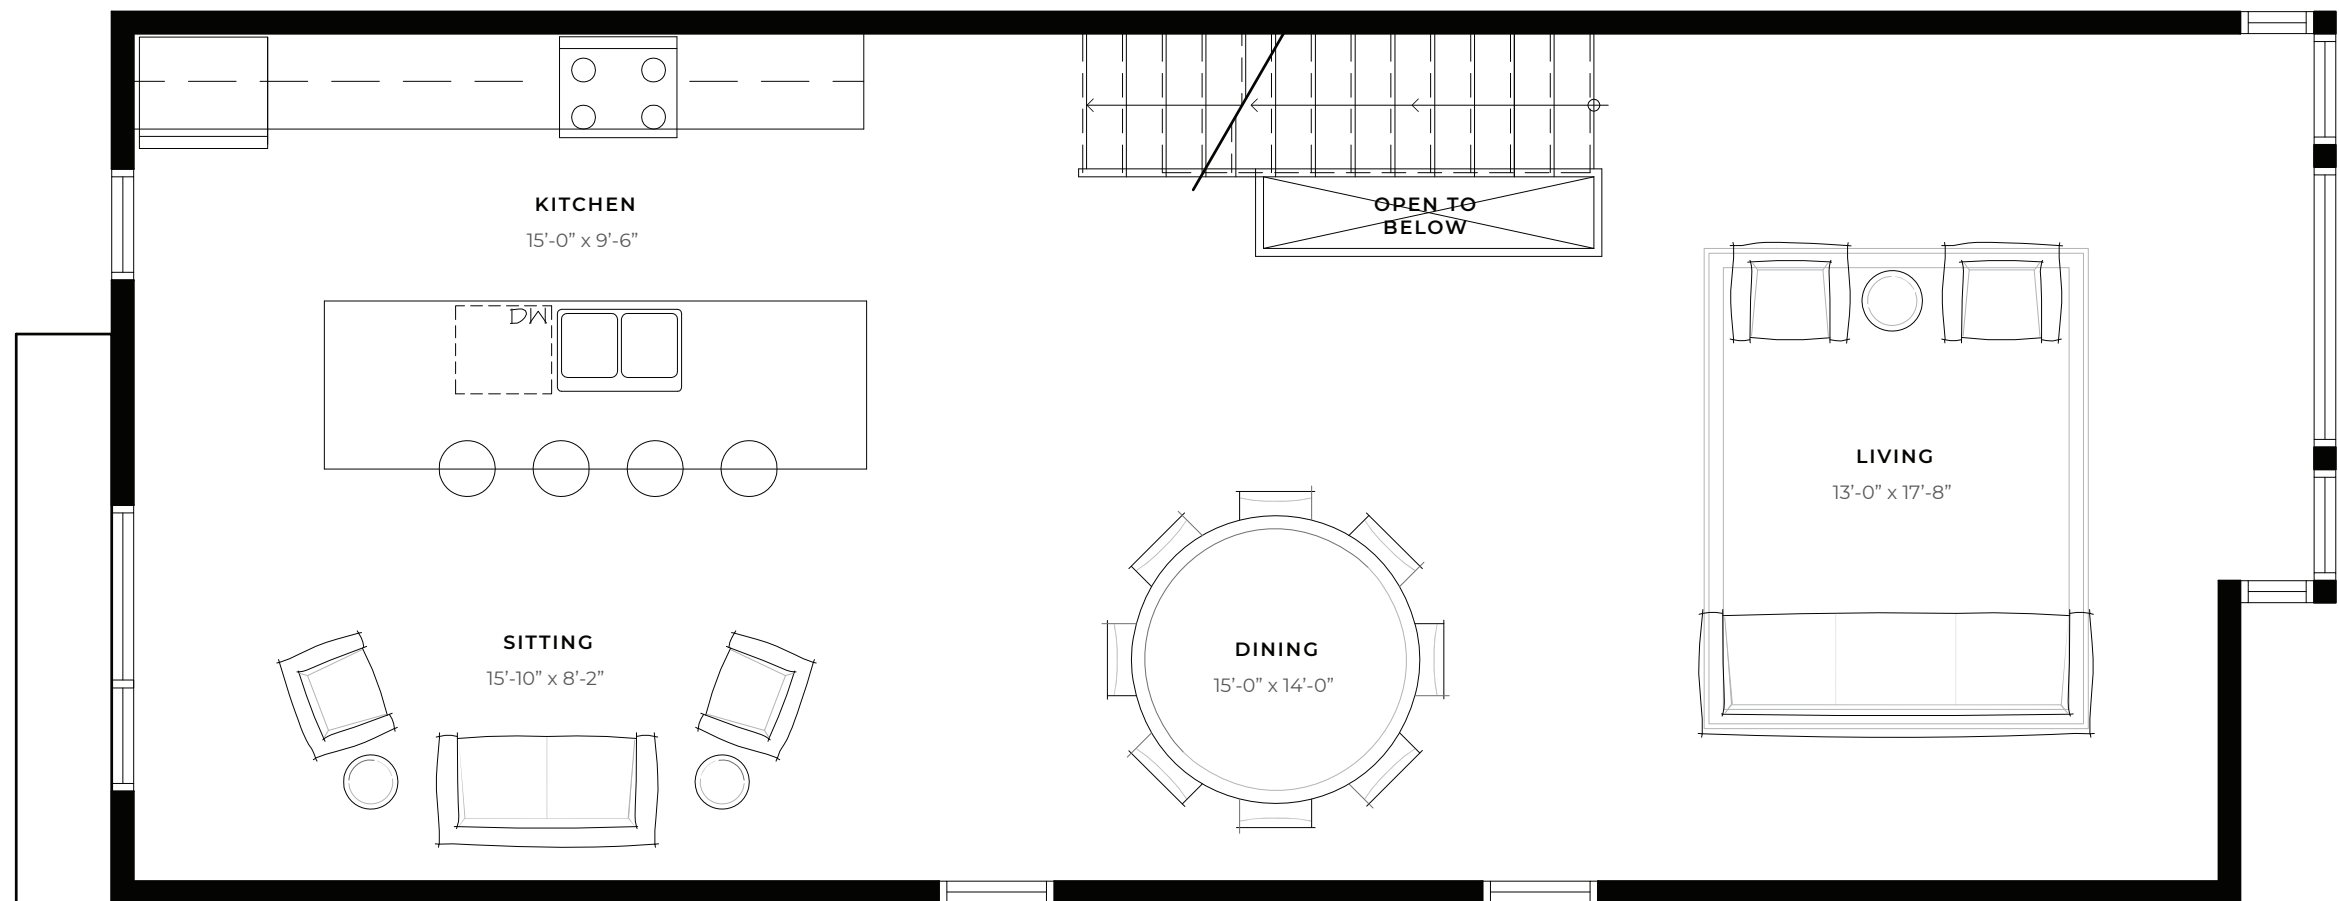 KITCHEN
15’-0” x 9’-6”
OPEN TO
BELOW
DW
LIVING
13’-0” x 17’-8”
SITTING
15’-10” x 8’-2”
DINING
15’-0” x 14’-0”